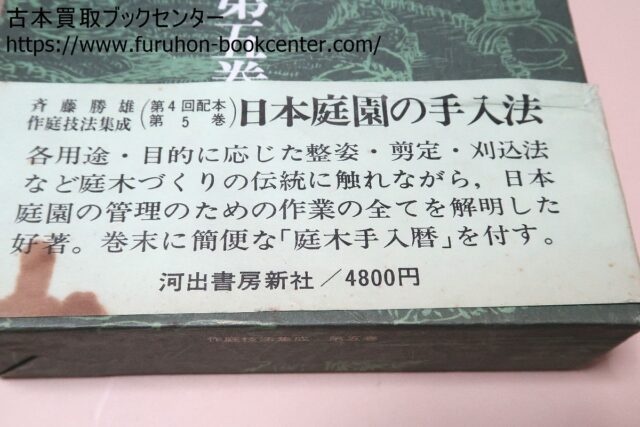 古本買取ブックセンター
https://www.furuhon-bookcenter.com/
第五巻
斉藤勝雄
作庭技法集成
(第4回配本
第5巻)
日本庭園の手入法
各用途・目的に応じた整姿・剪定・刈込法
など庭木づくりの伝統に触れながら，日本
庭園の管理のための作業の全てを解明した
好著。巻末に簡便な「庭木手入暦」を付す。
河出書房新社／4800円
作庭技法集成 第五巻